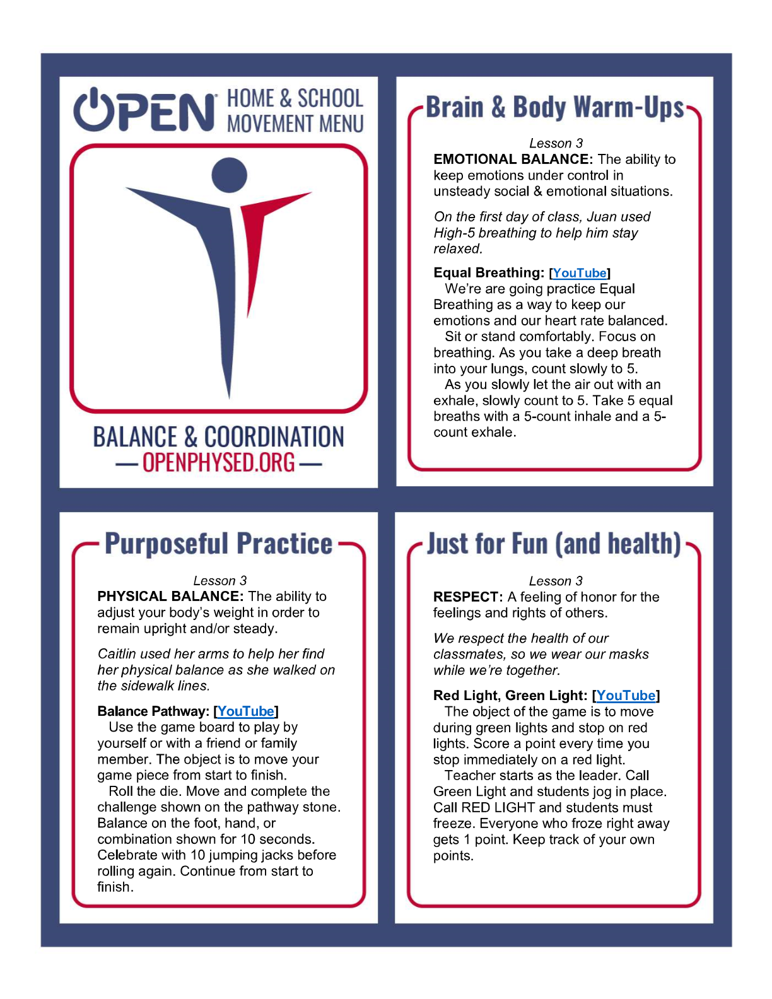 OPEN® HOME & SCHOOL
MOVEMENT MENU
BALANCE & COORDINATION
— OPENPHYSED.ORG —
Brain & Body Warm-Ups
Lesson 3
EMOTIONAL BALANCE: The ability to
keep emotions under control in
unsteady social & emotional situations.
On the first day of class, Juan used
High-5 breathing to help him stay
relaxed.
Equal Breathing: [YouTube]
We're are going practice Equal
Breathing as a way to keep our
emotions and our heart rate balanced.
Sit or stand comfortably. Focus on
breathing. As you take a deep breath
into your lungs, count slowly to 5.
As you slowly let the air out with an
exhale, slowly count to 5. Take 5 equal
breaths with a 5-count inhale and a 5-
count exhale.
Purposeful Practice
Lesson 3
PHYSICAL BALANCE: The ability to
adjust your body's weight in order to
remain upright and/or steady.
Caitlin used her arms to help her find
her physical balance as she walked on
the sidewalk lines.
Balance Pathway: [YouTube]
Use the game board to play by
yourself or with a friend or family
member. The object is to move your
game piece from start to finish.
Roll the die. Move and complete the
challenge shown on the pathway stone.
Balance on the foot, hand, or
combination shown for 10 seconds.
Celebrate with 10 jumping jacks before
rolling again. Continue from start to
finish.
Just for Fun (and health)
Lesson 3
RESPECT: A feeling of honor for the
feelings and rights of others.
We respect the health of our
classmates, so we wear our masks
while we're together.
Red Light, Green Light: [YouTube]
The object of the game is to move
during green lights and stop on red
lights. Score a point every time you
stop immediately on a red light.
Teacher starts as the leader. Call
Green Light and students jog in place.
Call RED LIGHT and students must
freeze. Everyone who froze right away
gets 1 point. Keep track of your own
points.